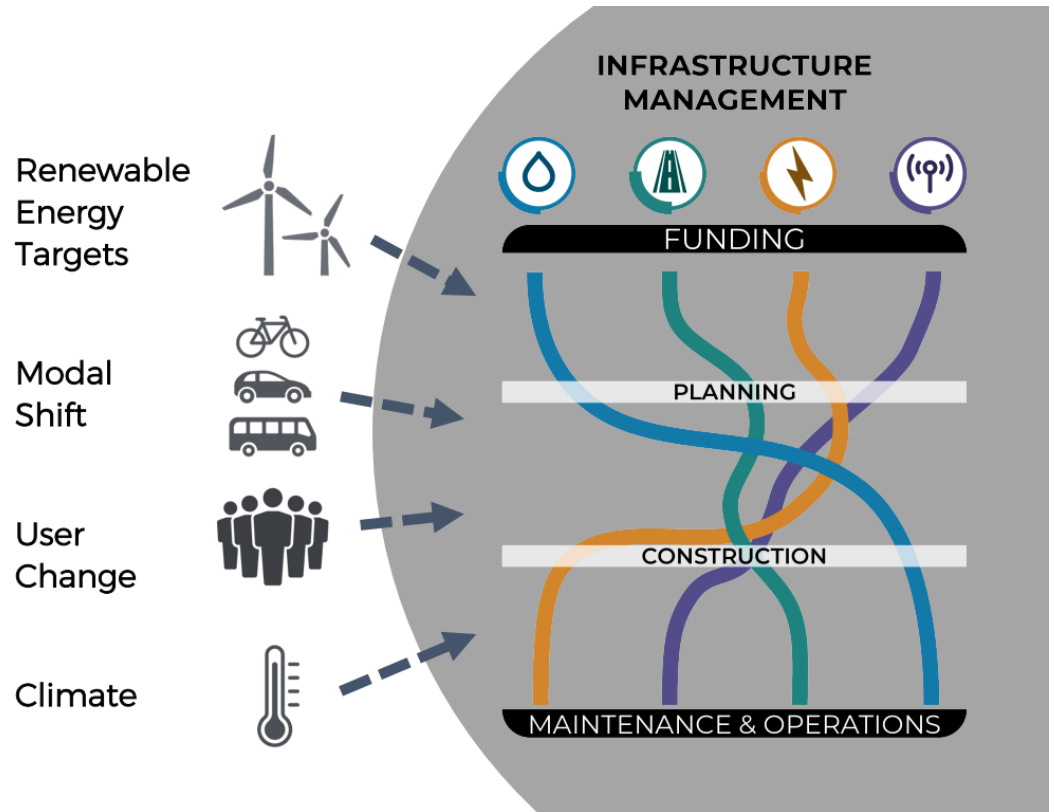 INFRASTRUCTURE
MANAGEMENT
FUNDING
PLANNING
CONSTRUCTION
MAINTENANCE & OPERATIONS
Renewable
Energy
Targets
Modal
Shift
User
Change
Climate